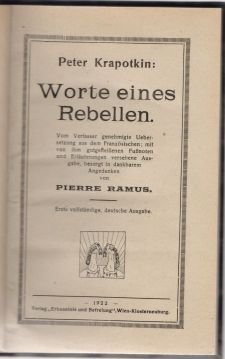 Peter Krapotkin:
Worte eines
Rebellen.
Vom Verfasser genehmigte Ueber-
setzung aus dem Französischen; mit
von ihm gutgeheißenen Fußnoten
und Erläuterungen versehene Aus-
gabe, besorgt in dankbarem
Angedenken
von
PIERRE RAMUS.
Erste vollständige, deutsche Ausgabe.
1922
Verlag „Erkenntnis und Befreiung", Wien-Klosterneuburg.